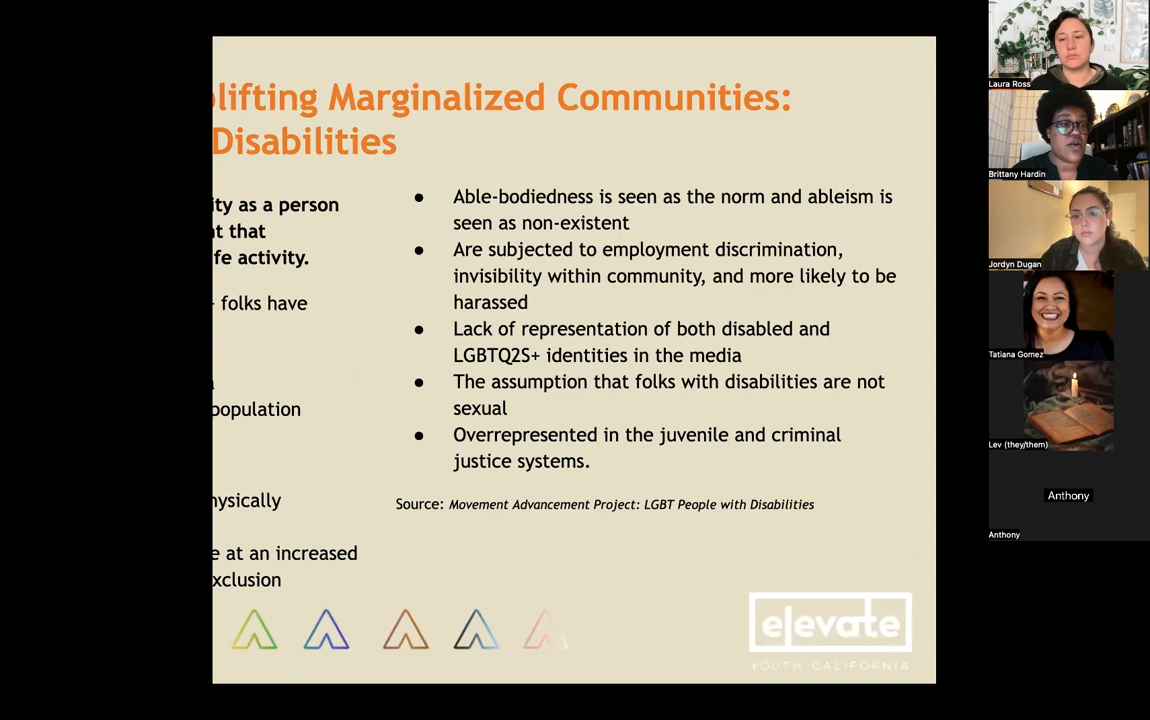 lifting Marginalized Communities:
Disabilities
ity as a person
t that
fe activity.
folks have
population
hysically
e at an increased
xclusion
● Able-bodiedness is seen as the norm and ableism is
seen as non-existent
● Are subjected to employment discrimination,
invisibility within community, and more likely to be
harassed
● Lack of representation of both disabled and
LGBTQ2S+ identities in the media
● The assumption that folks with disabilities are not
sexual
● Overrepresented in the juvenile and criminal
justice systems.
Source: Movement Advancement Project: LGBT People with Disabilities
elevate
YOUTH CALIFORNIA
Laura Ross
Brittany Hardin
Jordyn Dugan
Tatiana Gomez
Lev (they/them)
Anthony
Anthony